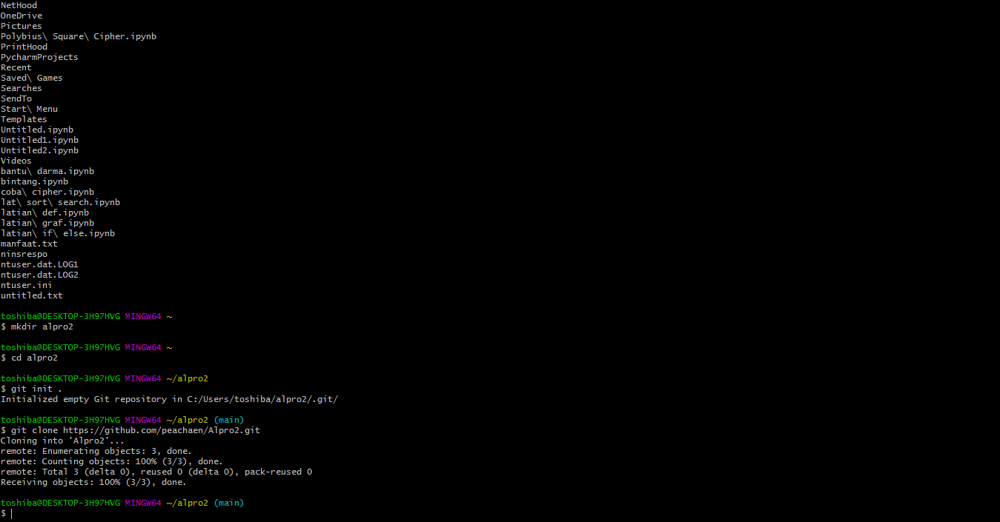 NetHood
OneDrive
Pictures
Polybius\ Square\ Cipher.ipynb
PrintHood
PycharmProjects
Recent
Saved\ Games
Searches
SendTo
Start\ Menu
Templates
Untitled.ipynb
Untitled1.ipynb
Untitled2.ipynb
Videos
bantu\ darma.ipynb
bintang.ipynb
coba\ cipher.ipynb
lat\ sort\ search.ipynb
latian\ def.ipynb
latian\ graf.ipynb
latian\ if\ else.ipynb
manfaat.txt
ninsrespo
ntuser.dat.LOG1
ntuser.dat.LOG2
ntuser.ini
untitled.txt
toshiba@DESKTOP-3H97HVG MINGW64 ~
$ mkdir alpro2
toshiba@DESKTOP-3H97HVG MINGW64 ~
$ cd alpro2
toshiba@DESKTOP-3H97HVG MINGW64 ~/alpro2
$ git init .
Initialized empty Git repository in C:/Users/toshiba/alpro2/.git/
toshiba@DESKTOP-3H97HVG MINGW64 ~/alpro2 (main)
$ git clone https://github.com/peachaen/Alpro2.git
Cloning into 'Alpro2'...
remote: Enumerating objects: 3, done.
remote: Counting objects: 100% (3/3), done.
remote: Total 3 (delta 0), reused 0 (delta 0), pack-reused 0
Receiving objects: 100% (3/3), done.
toshiba@DESKTOP-3H97HVG MINGW64 ~/alpro2 (main)
$